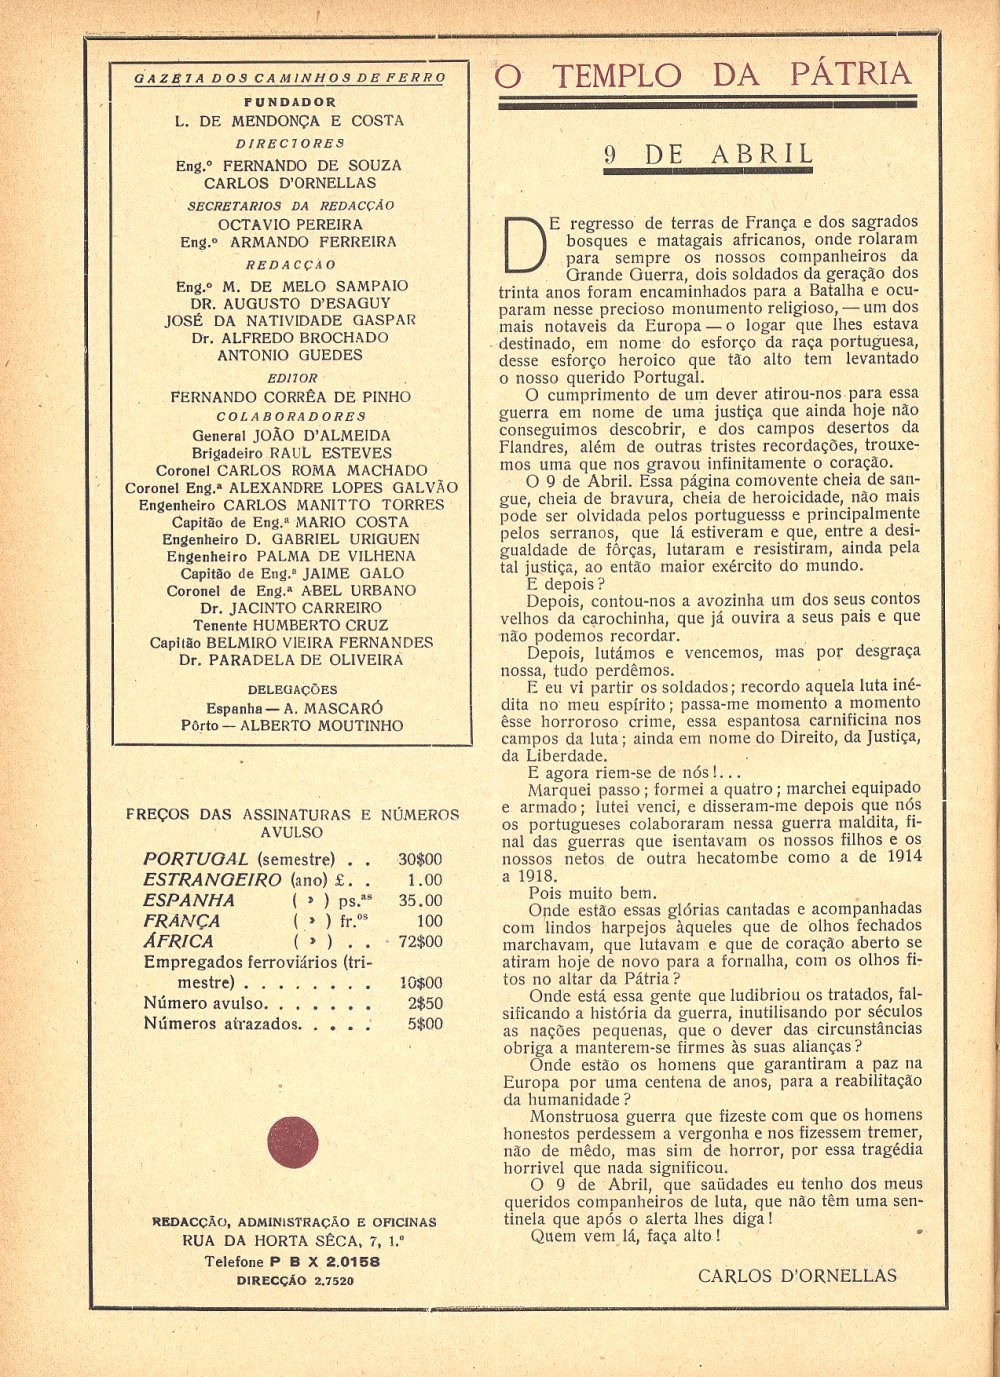 GAZETA DOS CAMINHOS DE FERRO
FUNDADOR
L. DE MENDONÇA E COSTA
DIRECTORES
Eng.º FERNANDO DE SOUZA
CARLOS D'ORNELLAS
SECRETARIOS DA REDACÇÃO
OCTAVIO PEREIRA
Eng.º ARMANDO FERREIRA
REDACÇÃO
Eng.º M. DE MELO SAMPAIO
DR. AUGUSTO D'ESAGUY
JOSÉ DA NATIVIDADE GASPAR
Dr. ALFREDO BROCHADO
ANTONIO GUEDES
EDITOR
FERNANDO CORRÊA DE PINHO
COLABORADORES
General JOÃO D'ALMEIDA
Brigadeiro RAUL ESTEVES
Coronel CARLOS ROMA MACHADO
Coronel Eng.ª ALEXANDRE LOPES GALVÃO
Engenheiro CARLOS MANITTO TORRES
Capitão de Eng.ª MARIO COSTA
Engenheiro D. GABRIEL URIGUEN
Engenheiro PALMA DE VILHENA
Capitão de Eng.ª JAIME GALO
Coronel de Eng.ª ABEL URBANO
Dr. JACINTO CARREIRO
Tenente HUMBERTO CRUZ
Capitão BELMIRO VIEIRA FERNANDES
Dr. PARADELA DE OLIVEIRA
DELEGAÇÕES
Espanha — A. MASCARÓ
Pôrto — ALBERTO MOUTINHO
FREÇOS DAS ASSINATURAS E NÚMEROS
AVULSO
PORTUGAL (semestre) . . 30$00
ESTRANGEIRO (ano) £. . 1.00
ESPANHA ( » ) ps.as 35.00
FRANÇA ( » ) fr.os 100
ÁFRICA ( » ) . . 72$00
Empregados ferroviários (tri-
mestre) . . . . . . . . 10$00
Número avulso. . . . . . . 2$50
Números atrazados. . . . . 5$00
REDACÇÃO, ADMINISTRAÇÃO E OFICINAS
RUA DA HORTA SÊCA, 7, 1.º
Telefone P B X 2.0158
DIRECÇÃO 2.7520
O TEMPLO DA PÁTRIA
9 DE ABRIL
DE regresso de terras de França e dos sagrados
bosques e matagais africanos, onde rolaram
para sempre os nossos companheiros da
Grande Guerra, dois soldados da geração dos
trinta anos foram encaminhados para a Batalha e ocu-
param nesse precioso monumento religioso, — um dos
mais notaveis da Europa — o logar que lhes estava
destinado, em nome do esforço da raça portuguesa,
desse esforço heroico que tão alto tem levantado
o nosso querido Portugal.
O cumprimento de um dever atirou-nos para essa
guerra em nome de uma justiça que ainda hoje não
conseguimos descobrir, e dos campos desertos da
Flandres, além de outras tristes recordações, trouxe-
mos uma que nos gravou infinitamente o coração.
O 9 de Abril. Essa página comovente cheia de san-
gue, cheia de bravura, cheia de heroicidade, não mais
pode ser olvidada pelos portuguesss e principalmente
pelos serranos, que lá estiveram e que, entre a desi-
gualdade de fôrças, lutaram e resistiram, ainda pela
tal justiça, ao então maior exército do mundo.
E depois?
Depois, contou-nos a avozinha um dos seus contos
velhos da carochinha, que já ouvira a seus pais e que
não podemos recordar.
Depois, lutámos e vencemos, mas por desgraça
nossa, tudo perdêmos.
E eu vi partir os soldados; recordo aquela luta iné-
dita no meu espírito; passa-me momento a momento
êsse horroroso crime, essa espantosa carnificina nos
campos da luta; ainda em nome do Direito, da Justiça,
da Liberdade.
E agora riem-se de nós!...
Marquei passo; formei a quatro; marchei equipado
e armado; lutei venci, e disseram-me depois que nós
os portugueses colaboraram nessa guerra maldita, fi-
nal das guerras que isentavam os nossos filhos e os
nossos netos de outra hecatombe como a de 1914
a 1918.
Pois muito bem.
Onde estão essas glórias cantadas e acompanhadas
com lindos harpejos àqueles que de olhos fechados
marchavam, que lutavam e que de coração aberto se
atiram hoje de novo para a fornalha, com os olhos fi-
tos no altar da Pátria?
Onde está essa gente que ludibriou os tratados, fal-
sificando a história da guerra, inutilisando por séculos
as nações pequenas, que o dever das circunstâncias
obriga a manterem-se firmes às suas alianças?
Onde estão os homens que garantiram a paz na
Europa por uma centena de anos, para a reabilitação
da humanidade?
Monstruosa guerra que fizeste com que os homens
honestos perdessem a vergonha e nos fizessem tremer,
não de mêdo, mas sim de horror, por essa tragédia
horrivel que nada significou.
O 9 de Abril, que saüdades eu tenho dos meus
queridos companheiros de luta, que não têm uma sen-
tinela que após o alerta lhes diga!
Quem vem lá, faça alto!
CARLOS D'ORNELLAS